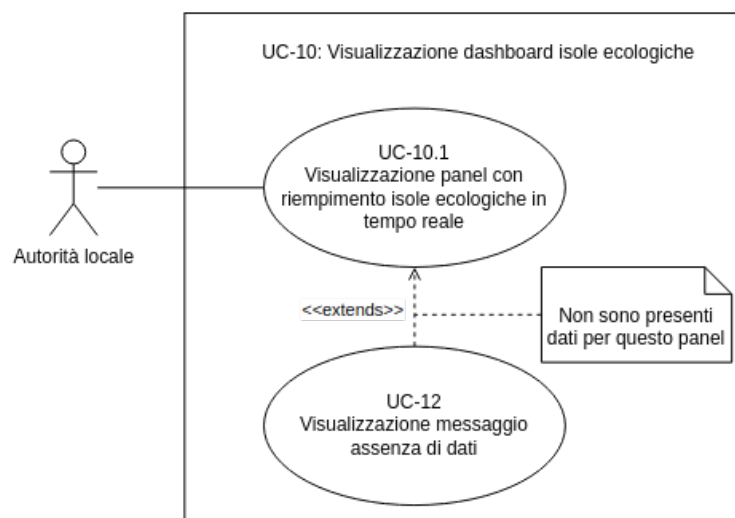 UC-10: Visualizzazione dashboard isole ecologiche
UC-10.1
Visualizzazione panel con
riempimento isole ecologiche in
tempo reale
Autorità locale
<<extends>>
Non sono presenti
dati per questo panel
UC-12
Visualizzazione messaggio
assenza di dati